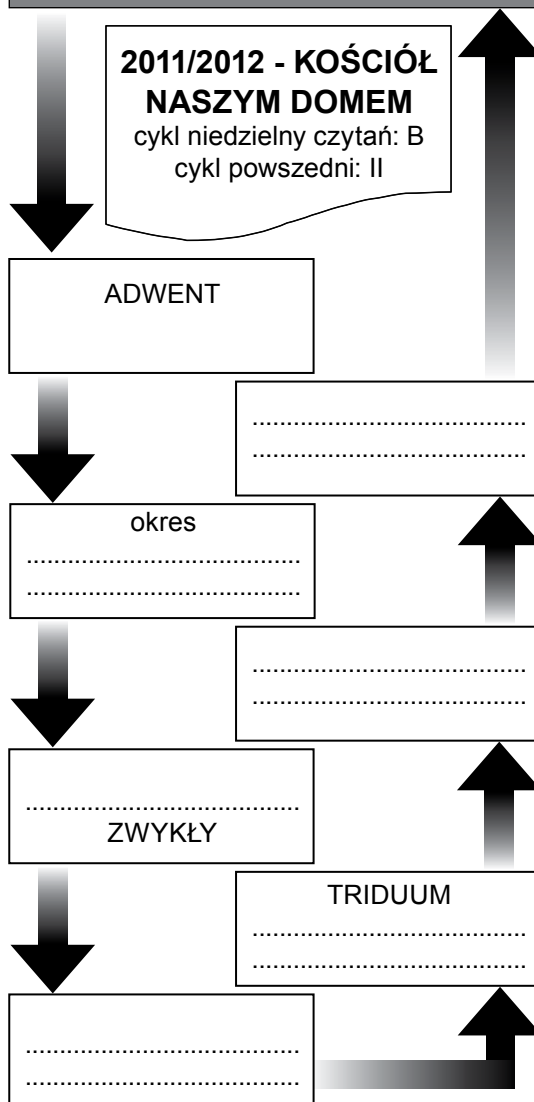 2011/2012 - KOŚCIÓŁ
NASZYM DOMEM
cykl niedzielny czytań: B
cykl powszedni: II
ADWENT
..........................................
..........................................
okres
..........................................
..........................................
..........................................
..........................................
..........................................
ZWYKŁY
TRIDUUM
..........................................
..........................................
..........................................
..........................................